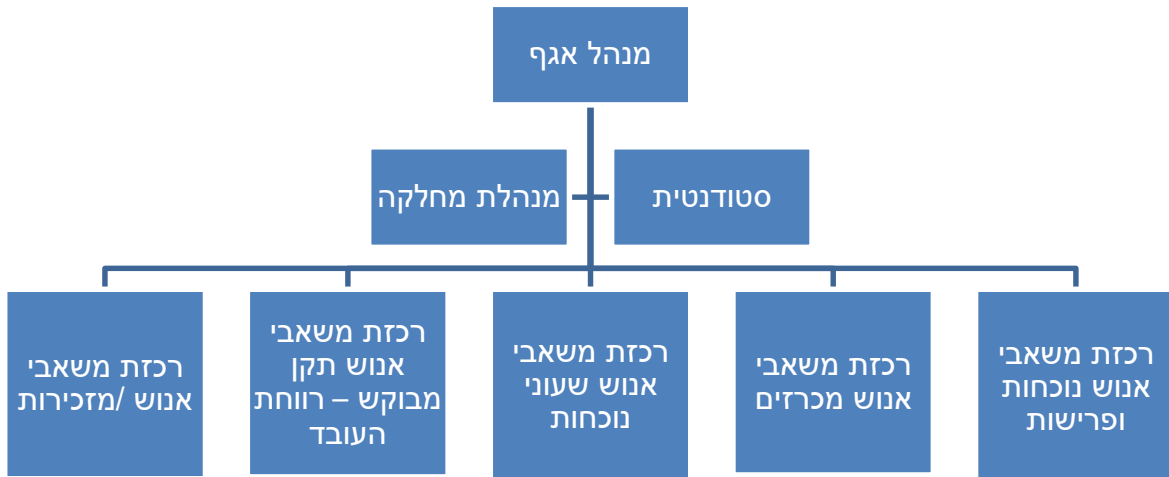 מנהל אגף
סטודנטית
מנהלת מחלקה
רכזת משאבי
אנוש נוכחות
ופרישות
רכזת משאבי
אנוש מכרזים
רכזת משאבי
אנוש שעוני
נוכחות
רכזת משאבי
אנוש תקן
מבוקש – רווחת
העובד
רכזת משאבי
אנוש /מזכירות